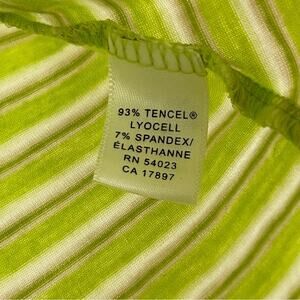 93% TENCEL®
LYOCELL
7% SPANDEX/
ÉLASTHANNE
RN 54023
CA 17897